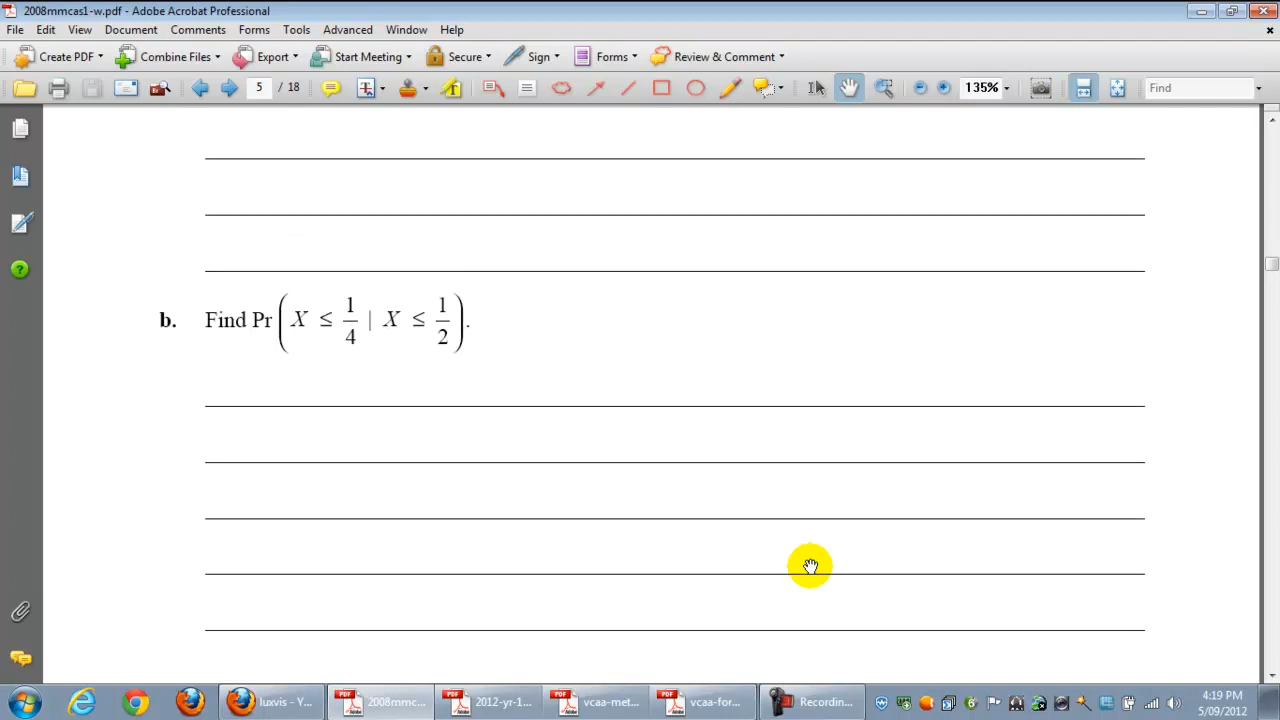 2008mmcas1-w.pdf - Adobe Acrobat Professional
File Edit View Document Comments Forms Tools Advanced Window Help
Create PDF Combine Files Export Start Meeting Secure Sign Forms Review & Comment
5 / 18 135% Find
b. Find Pr ( X ≤ 1/4 | X ≤ 1/2 ).
luxvis - Y... 2008mmc... 2012-yr-1... vcaa-met... vcaa-for... Recordin... 4:19 PM
5/09/2012